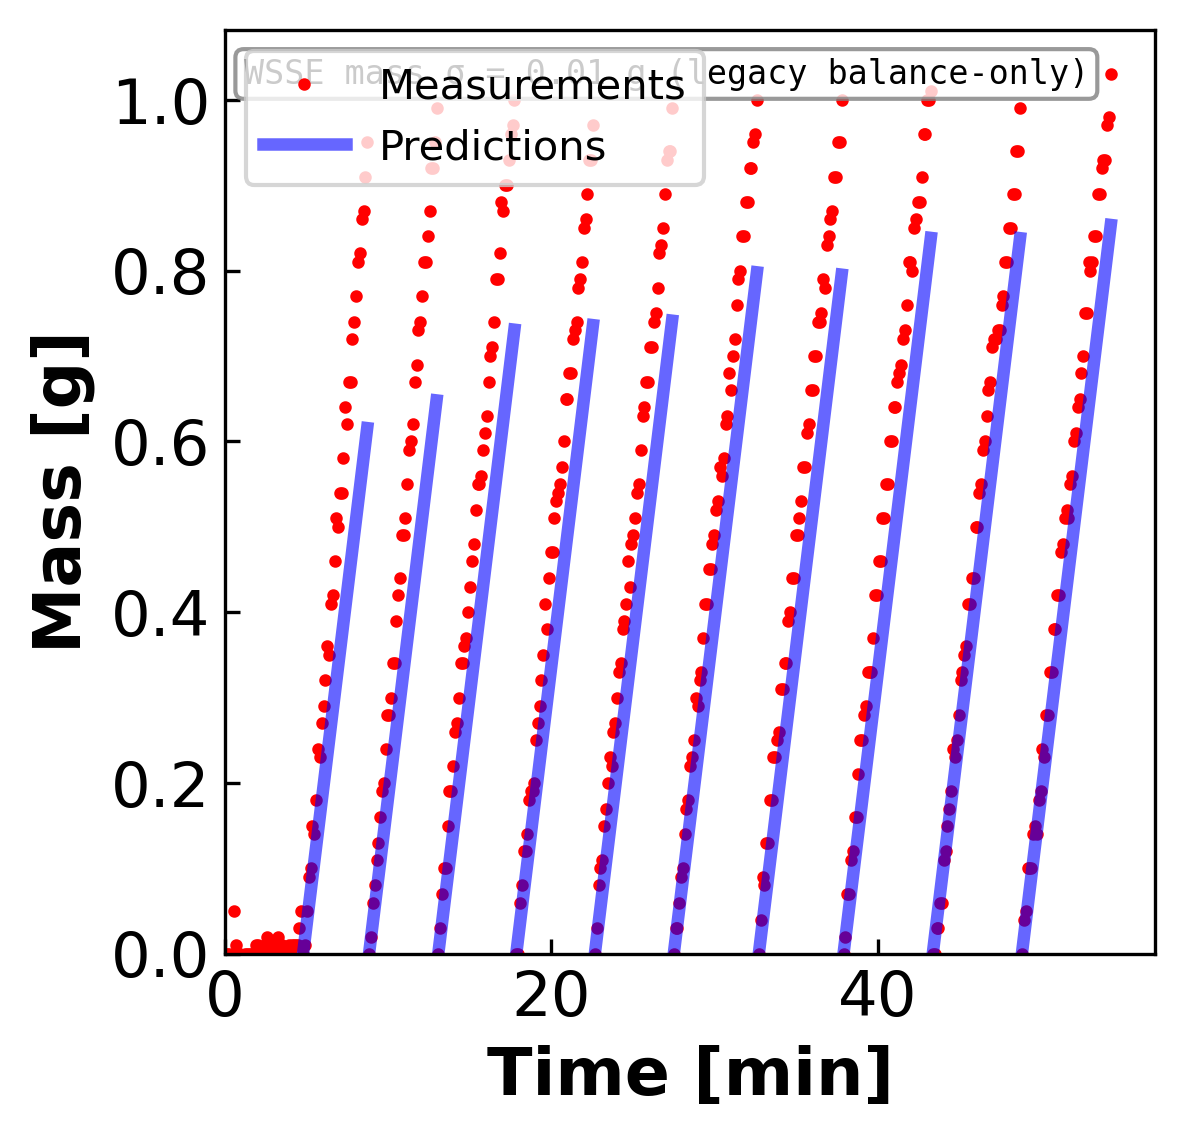 WSSE mass σ = 0.01 g (legacy balance-only)
Measurements
Predictions
1.0
0.8
0.6
0.4
0.2
0.0
Mass [g]
0 20 40
Time [min]